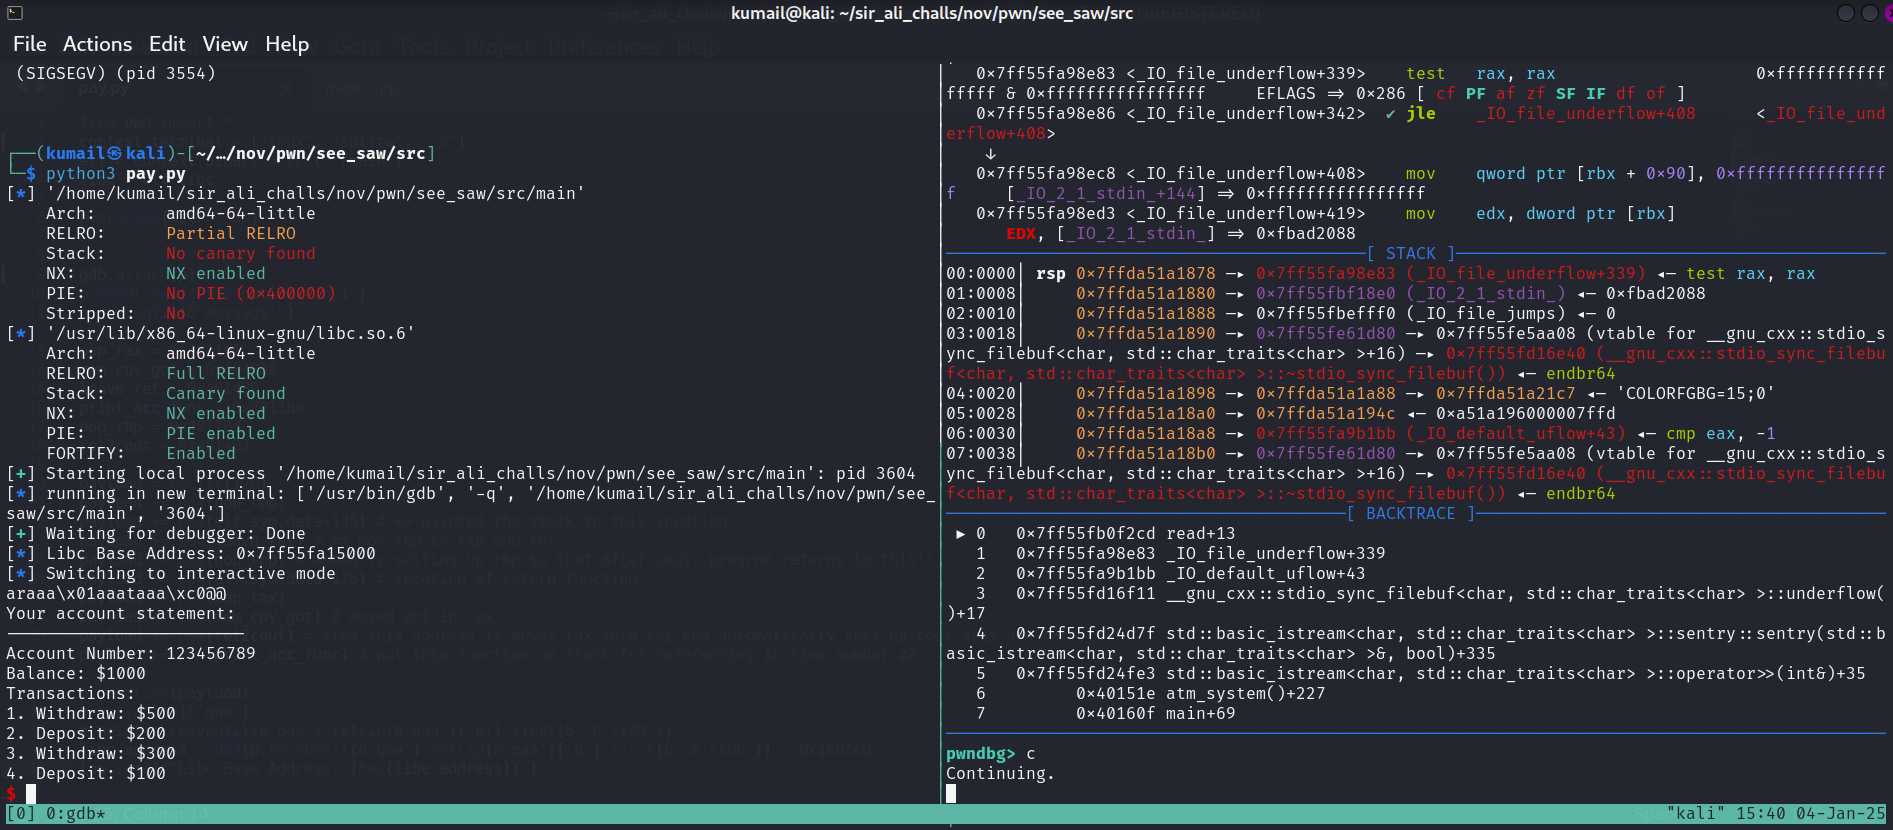 kumail@kali: ~/sir_ali_challs/nov/pwn/see_saw/src
File Actions Edit View Help
(SIGSEGV) (pid 3554)
┌──(kumail㉿kali)-[~/…/nov/pwn/see_saw/src]
└─$ python3 pay.py
[*] '/home/kumail/sir_ali_challs/nov/pwn/see_saw/src/main'
Arch: amd64-64-little
RELRO: Partial RELRO
Stack: No canary found
NX: NX enabled
PIE: No PIE (0×400000)
Stripped: No
[*] '/usr/lib/x86_64-linux-gnu/libc.so.6'
Arch: amd64-64-little
RELRO: Full RELRO
Stack: Canary found
NX: NX enabled
PIE: PIE enabled
FORTIFY: Enabled
[+] Starting local process '/home/kumail/sir_ali_challs/nov/pwn/see_saw/src/main': pid 3604
[*] running in new terminal: ['/usr/bin/gdb', '-q', '/home/kumail/sir_ali_challs/nov/pwn/see_
saw/src/main', '3604']
[+] Waiting for debugger: Done
[*] Libc Base Address: 0×7ff55fa15000
[*] Switching to interactive mode
araaa\x01aaataaa\xc0@@
Your account statement:
------------------------
Account Number: 123456789
Balance: $1000
Transactions:
1. Withdraw: $500
2. Deposit: $200
3. Withdraw: $300
4. Deposit: $100
$
0×7ff55fa98e83 <_IO_file_underflow+339> test rax, rax 0×fffffffffff
fffff & 0×ffffffffffffffff EFLAGS => 0×286 [ cf PF af zf SF IF df of ]
0×7ff55fa98e86 <_IO_file_underflow+342> ✔ jle _IO_file_underflow+408 <_IO_file_und
erflow+408>
↓
0×7ff55fa98ec8 <_IO_file_underflow+408> mov qword ptr [rbx + 0×90], 0×fffffffffffffff
f [_IO_2_1_stdin_+144] => 0×ffffffffffffffff
0×7ff55fa98ed3 <_IO_file_underflow+419> mov edx, dword ptr [rbx]
EDX, [_IO_2_1_stdin_] => 0×fbad2088
[ STACK ]
00:0000│ rsp 0×7ffda51a1878 —▸ 0×7ff55fa98e83 (_IO_file_underflow+339) ◂— test rax, rax
01:0008│ 0×7ffda51a1880 —▸ 0×7ff55fbf18e0 (_IO_2_1_stdin_) ◂— 0×fbad2088
02:0010│ 0×7ffda51a1888 —▸ 0×7ff55fbefff0 (_IO_file_jumps) ◂— 0
03:0018│ 0×7ffda51a1890 —▸ 0×7ff55fe61d80 —▸ 0×7ff55fe5aa08 (vtable for __gnu_cxx::stdio_s
ync_filebuf<char, std::char_traits<char> >+16) —▸ 0×7ff55fd16e40 (__gnu_cxx::stdio_sync_filebu
f<char, std::char_traits<char> >::~stdio_sync_filebuf()) ◂— endbr64
04:0020│ 0×7ffda51a1898 —▸ 0×7ffda51a1a88 —▸ 0×7ffda51a21c7 ◂— 'COLORFGBG=15;0'
05:0028│ 0×7ffda51a18a0 —▸ 0×7ffda51a194c ◂— 0×a51a196000007ffd
06:0030│ 0×7ffda51a18a8 —▸ 0×7ff55fa9b1bb (_IO_default_uflow+43) ◂— cmp eax, -1
07:0038│ 0×7ffda51a18b0 —▸ 0×7ff55fe61d80 —▸ 0×7ff55fe5aa08 (vtable for __gnu_cxx::stdio_s
ync_filebuf<char, std::char_traits<char> >+16) —▸ 0×7ff55fd16e40 (__gnu_cxx::stdio_sync_filebu
f<char, std::char_traits<char> >::~stdio_sync_filebuf()) ◂— endbr64
[ BACKTRACE ]
► 0 0×7ff55fb0f2cd read+13
1 0×7ff55fa98e83 _IO_file_underflow+339
2 0×7ff55fa9b1bb _IO_default_uflow+43
3 0×7ff55fd16f11 __gnu_cxx::stdio_sync_filebuf<char, std::char_traits<char> >::underflow(
)+17
4 0×7ff55fd24d7f std::basic_istream<char, std::char_traits<char> >::sentry::sentry(std::b
asic_istream<char, std::char_traits<char> >&, bool)+335
5 0×7ff55fd24fe3 std::basic_istream<char, std::char_traits<char> >::operator>>(int&)+35
6 0×40151e atm_system()+227
7 0×40160f main+69
pwndbg> c
Continuing.
[0] 0:gdb* "kali" 15:40 04-Jan-25